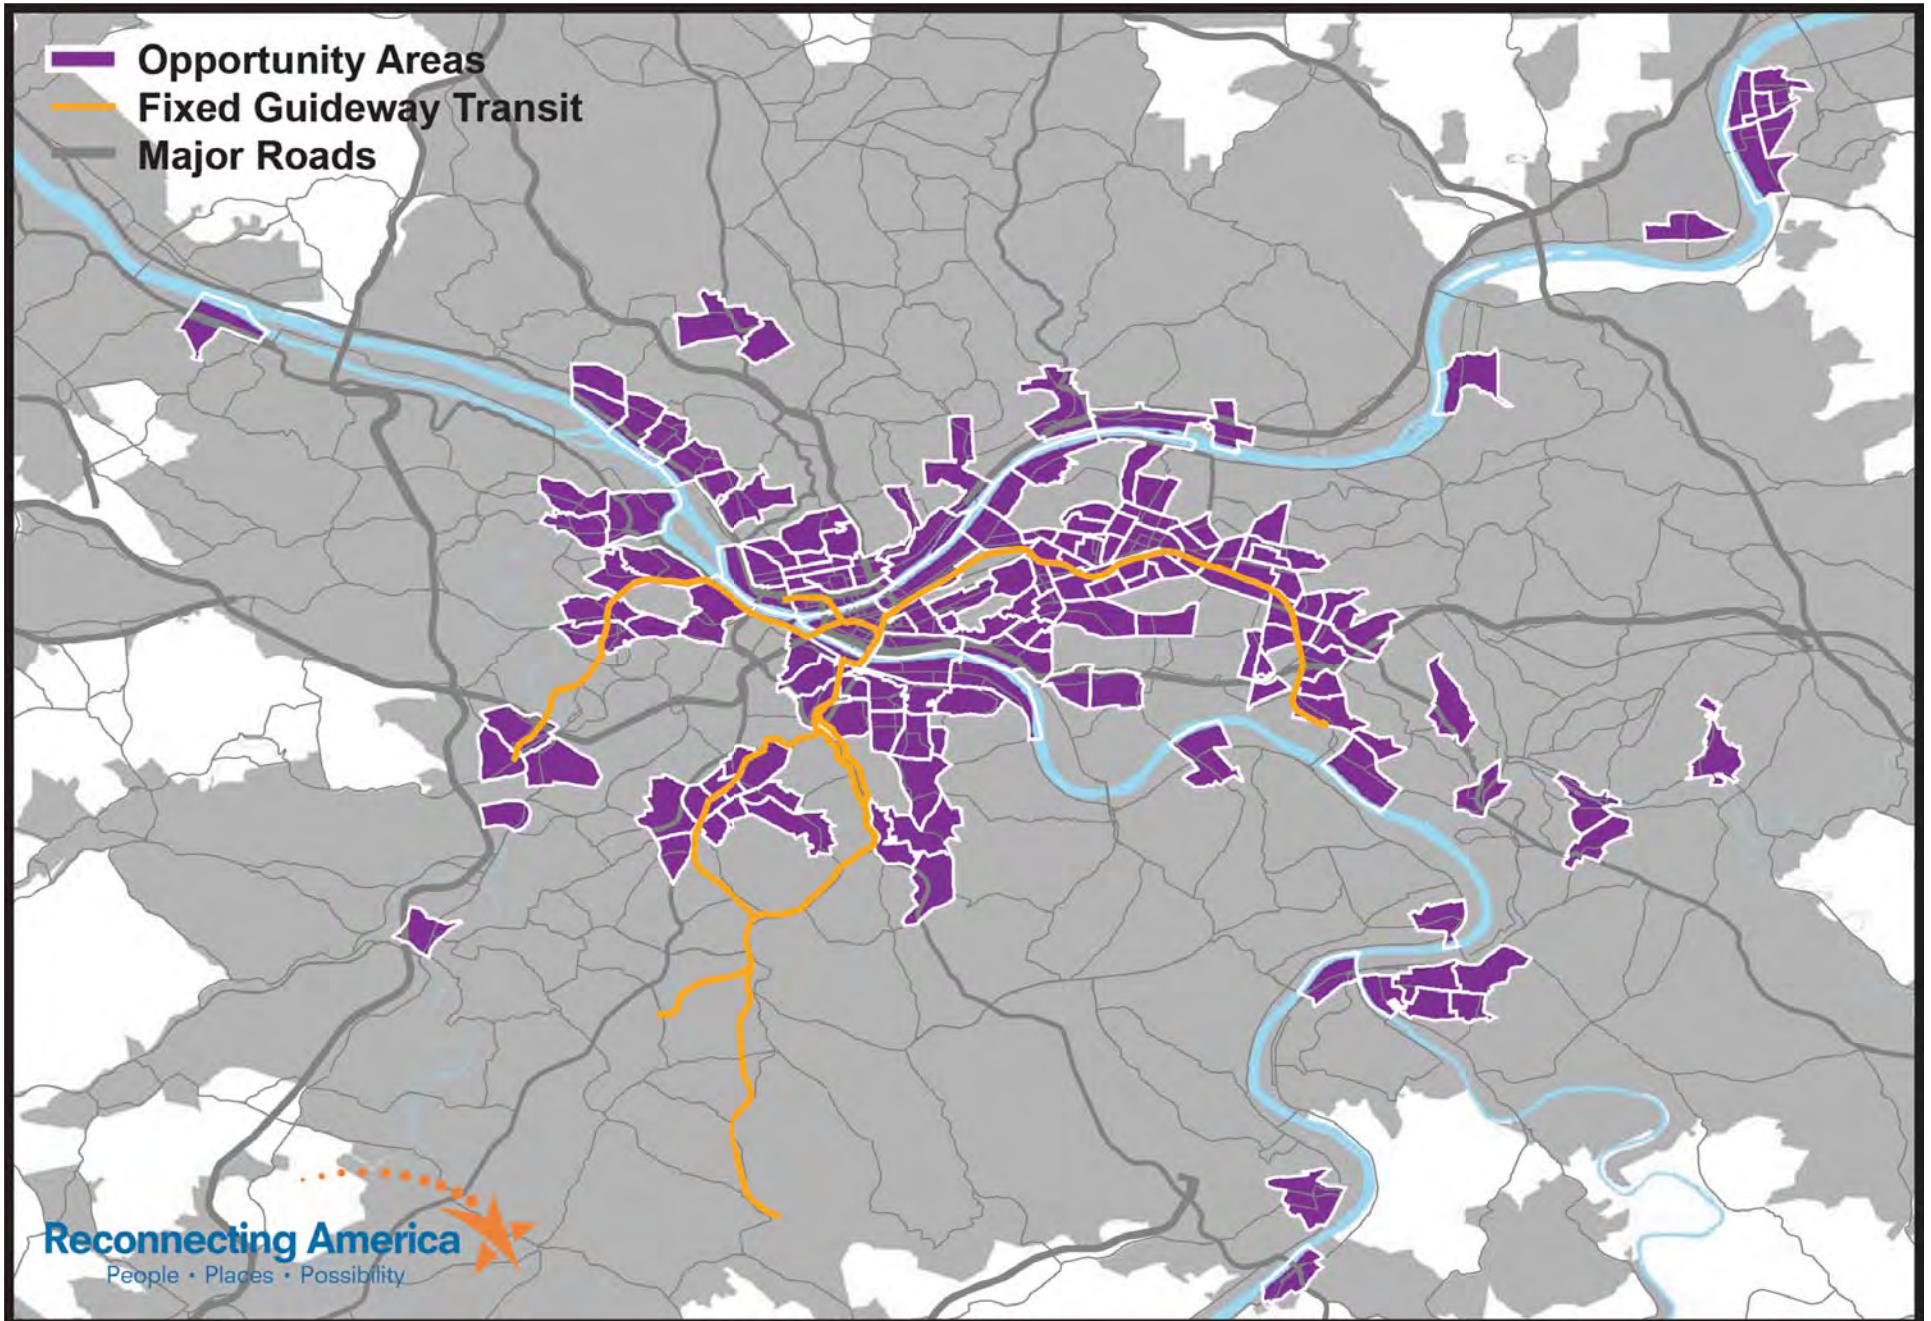 Opportunity Areas
Fixed Guideway Transit
Major Roads
Reconnecting America
People • Places • Possibility